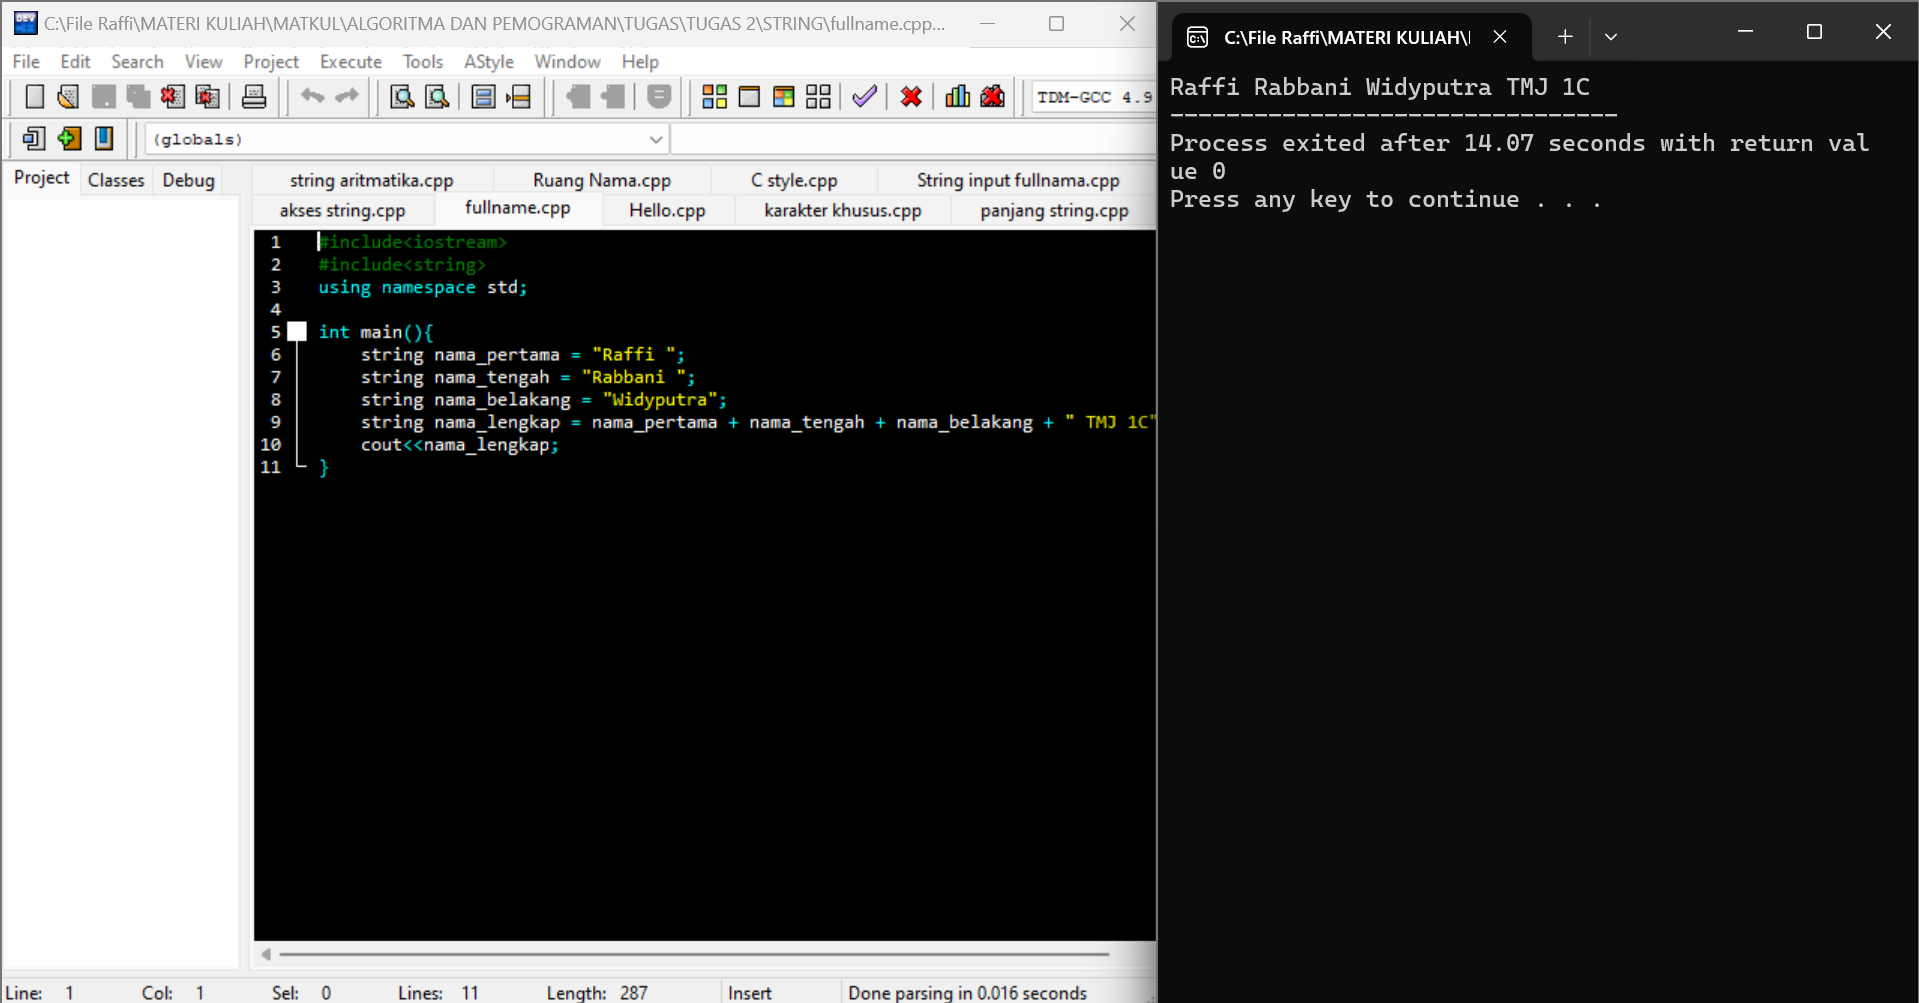 C:\File Raffi\MATERI KULIAH\MATKUL\ALGORITMA DAN PEMOGRAMAN\TUGAS\TUGAS 2\STRING\fullname.cpp...
File Edit Search View Project Execute Tools AStyle Window Help
TDM-GCC 4.9
(globals)
Project Classes Debug
string aritmatika.cpp Ruang Nama.cpp C style.cpp String input fullnama.cpp
akses string.cpp fullname.cpp Hello.cpp karakter khusus.cpp panjang string.cpp
1 #include<iostream>
2 #include<string>
3 using namespace std;
4
5 int main(){
6 string nama_pertama = "Raffi ";
7 string nama_tengah = "Rabbani ";
8 string nama_belakang = "Widyputra";
9 string nama_lengkap = nama_pertama + nama_tengah + nama_belakang + " TMJ 1C"
10 cout<<nama_lengkap;
11 }
Line: 1 Col: 1 Sel: 0 Lines: 11 Length: 287 Insert Done parsing in 0.016 seconds
C:\File Raffi\MATERI KULIAH\
Raffi Rabbani Widyputra TMJ 1C
--------------------------------
Process exited after 14.07 seconds with return val
ue 0
Press any key to continue . . .